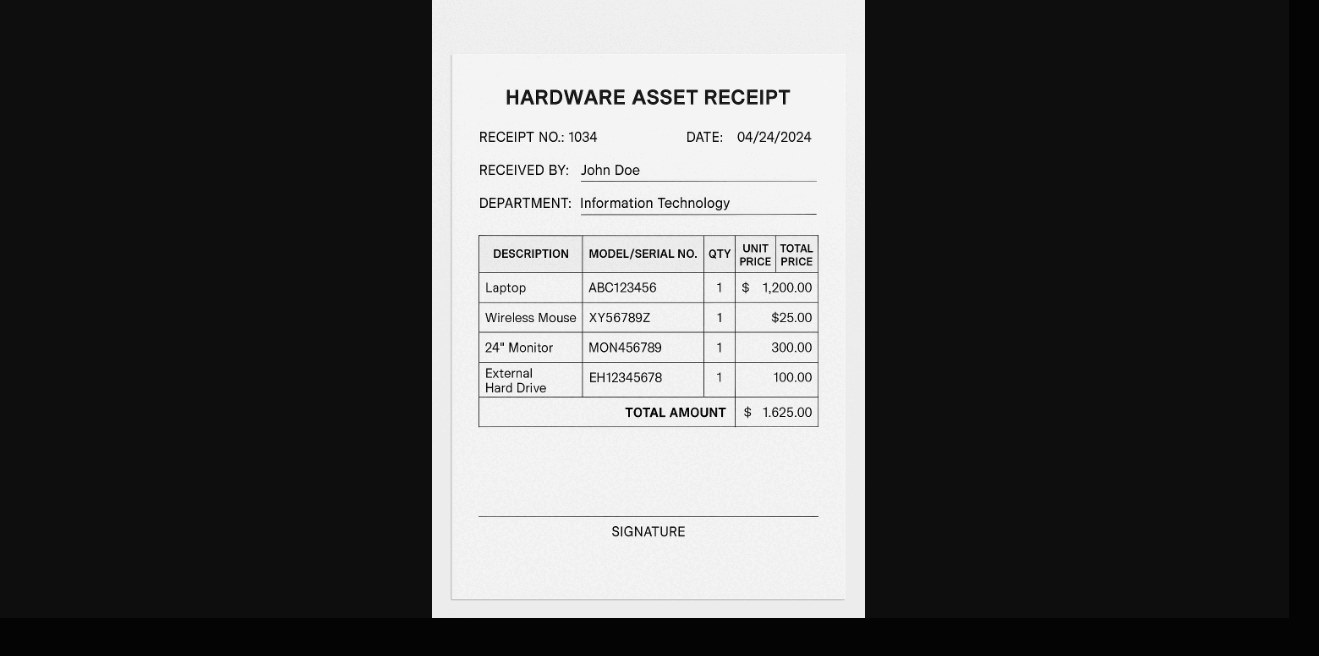 HARDWARE ASSET RECEIPT
RECEIPT NO.: 1034 DATE: 04/24/2024
RECEIVED BY: John Doe
DEPARTMENT: Information Technology
DESCRIPTION MODEL/SERIAL NO. QTY UNIT PRICE TOTAL PRICE
Laptop ABC123456 1 $ 1,200.00
Wireless Mouse XY56789Z 1 $25.00
24" Monitor MON456789 1 300.00
External
Hard Drive EH12345678 1 100.00
TOTAL AMOUNT $ 1.625.00
SIGNATURE